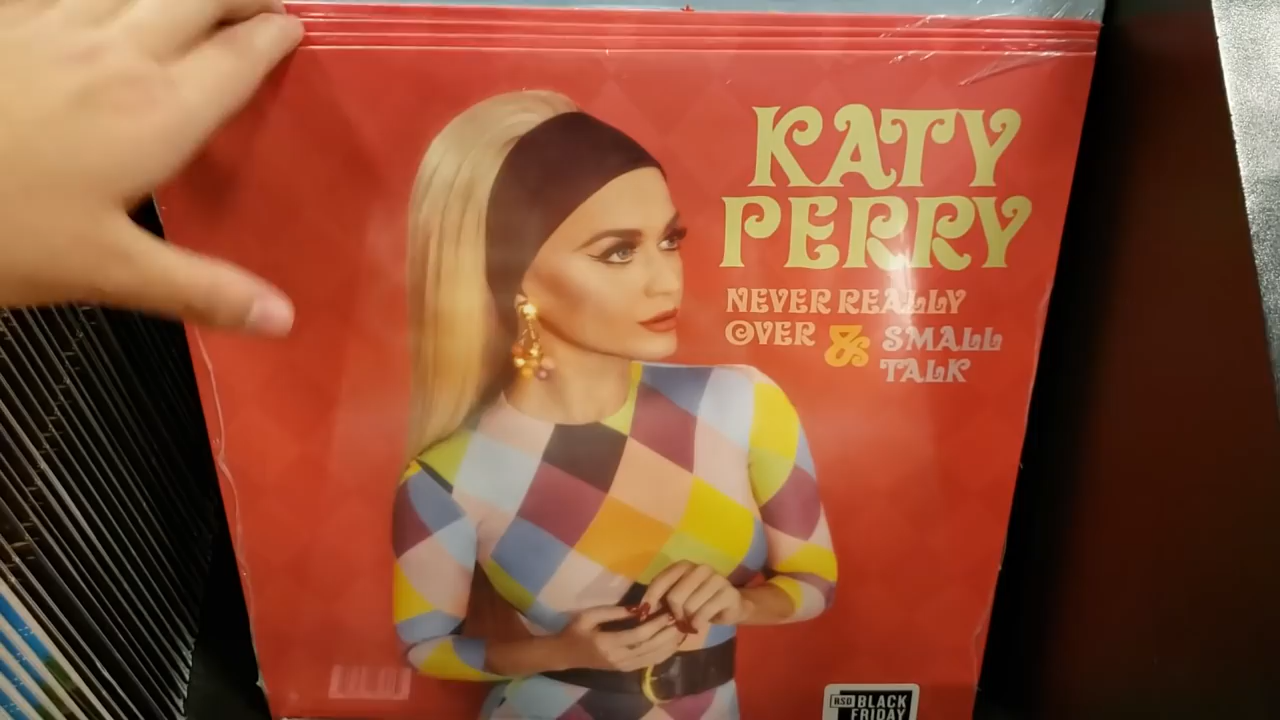 KATY
PERRY
NEVER REALLY
OVER & SMALL
TALK
RSD BLACK
FRIDAY